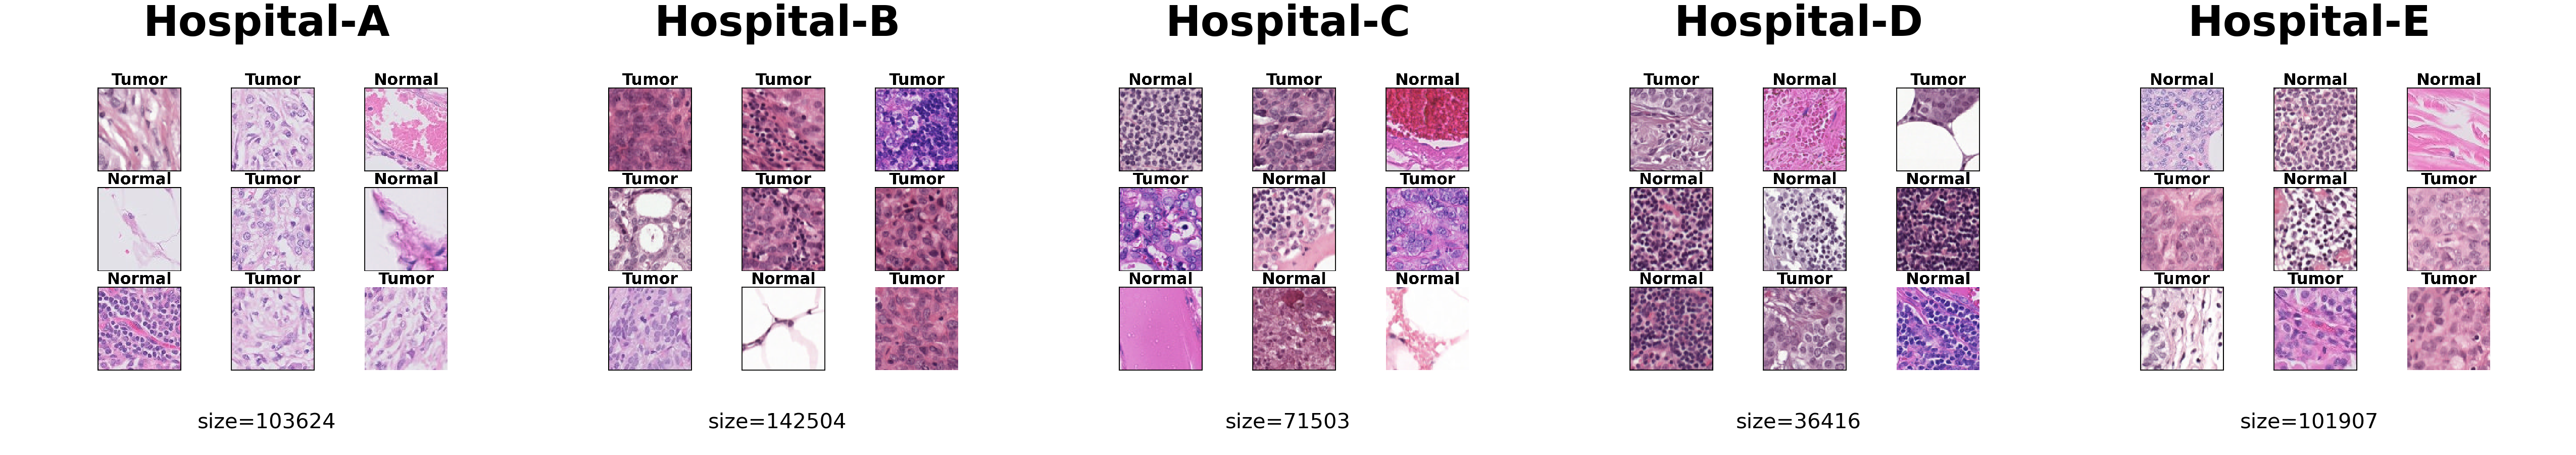 Hospital-A Hospital-B Hospital-C Hospital-D Hospital-E
Tumor Tumor Normal Tumor Tumor Tumor Normal Tumor Normal Tumor Normal Tumor Normal Normal Normal
Normal Tumor Normal Tumor Tumor Tumor Tumor Normal Tumor Normal Normal Normal Tumor Normal Tumor
Normal Tumor Tumor Tumor Normal Tumor Normal Normal Normal Normal Tumor Normal Tumor Tumor Tumor
size=103624 size=142504 size=71503 size=36416 size=101907